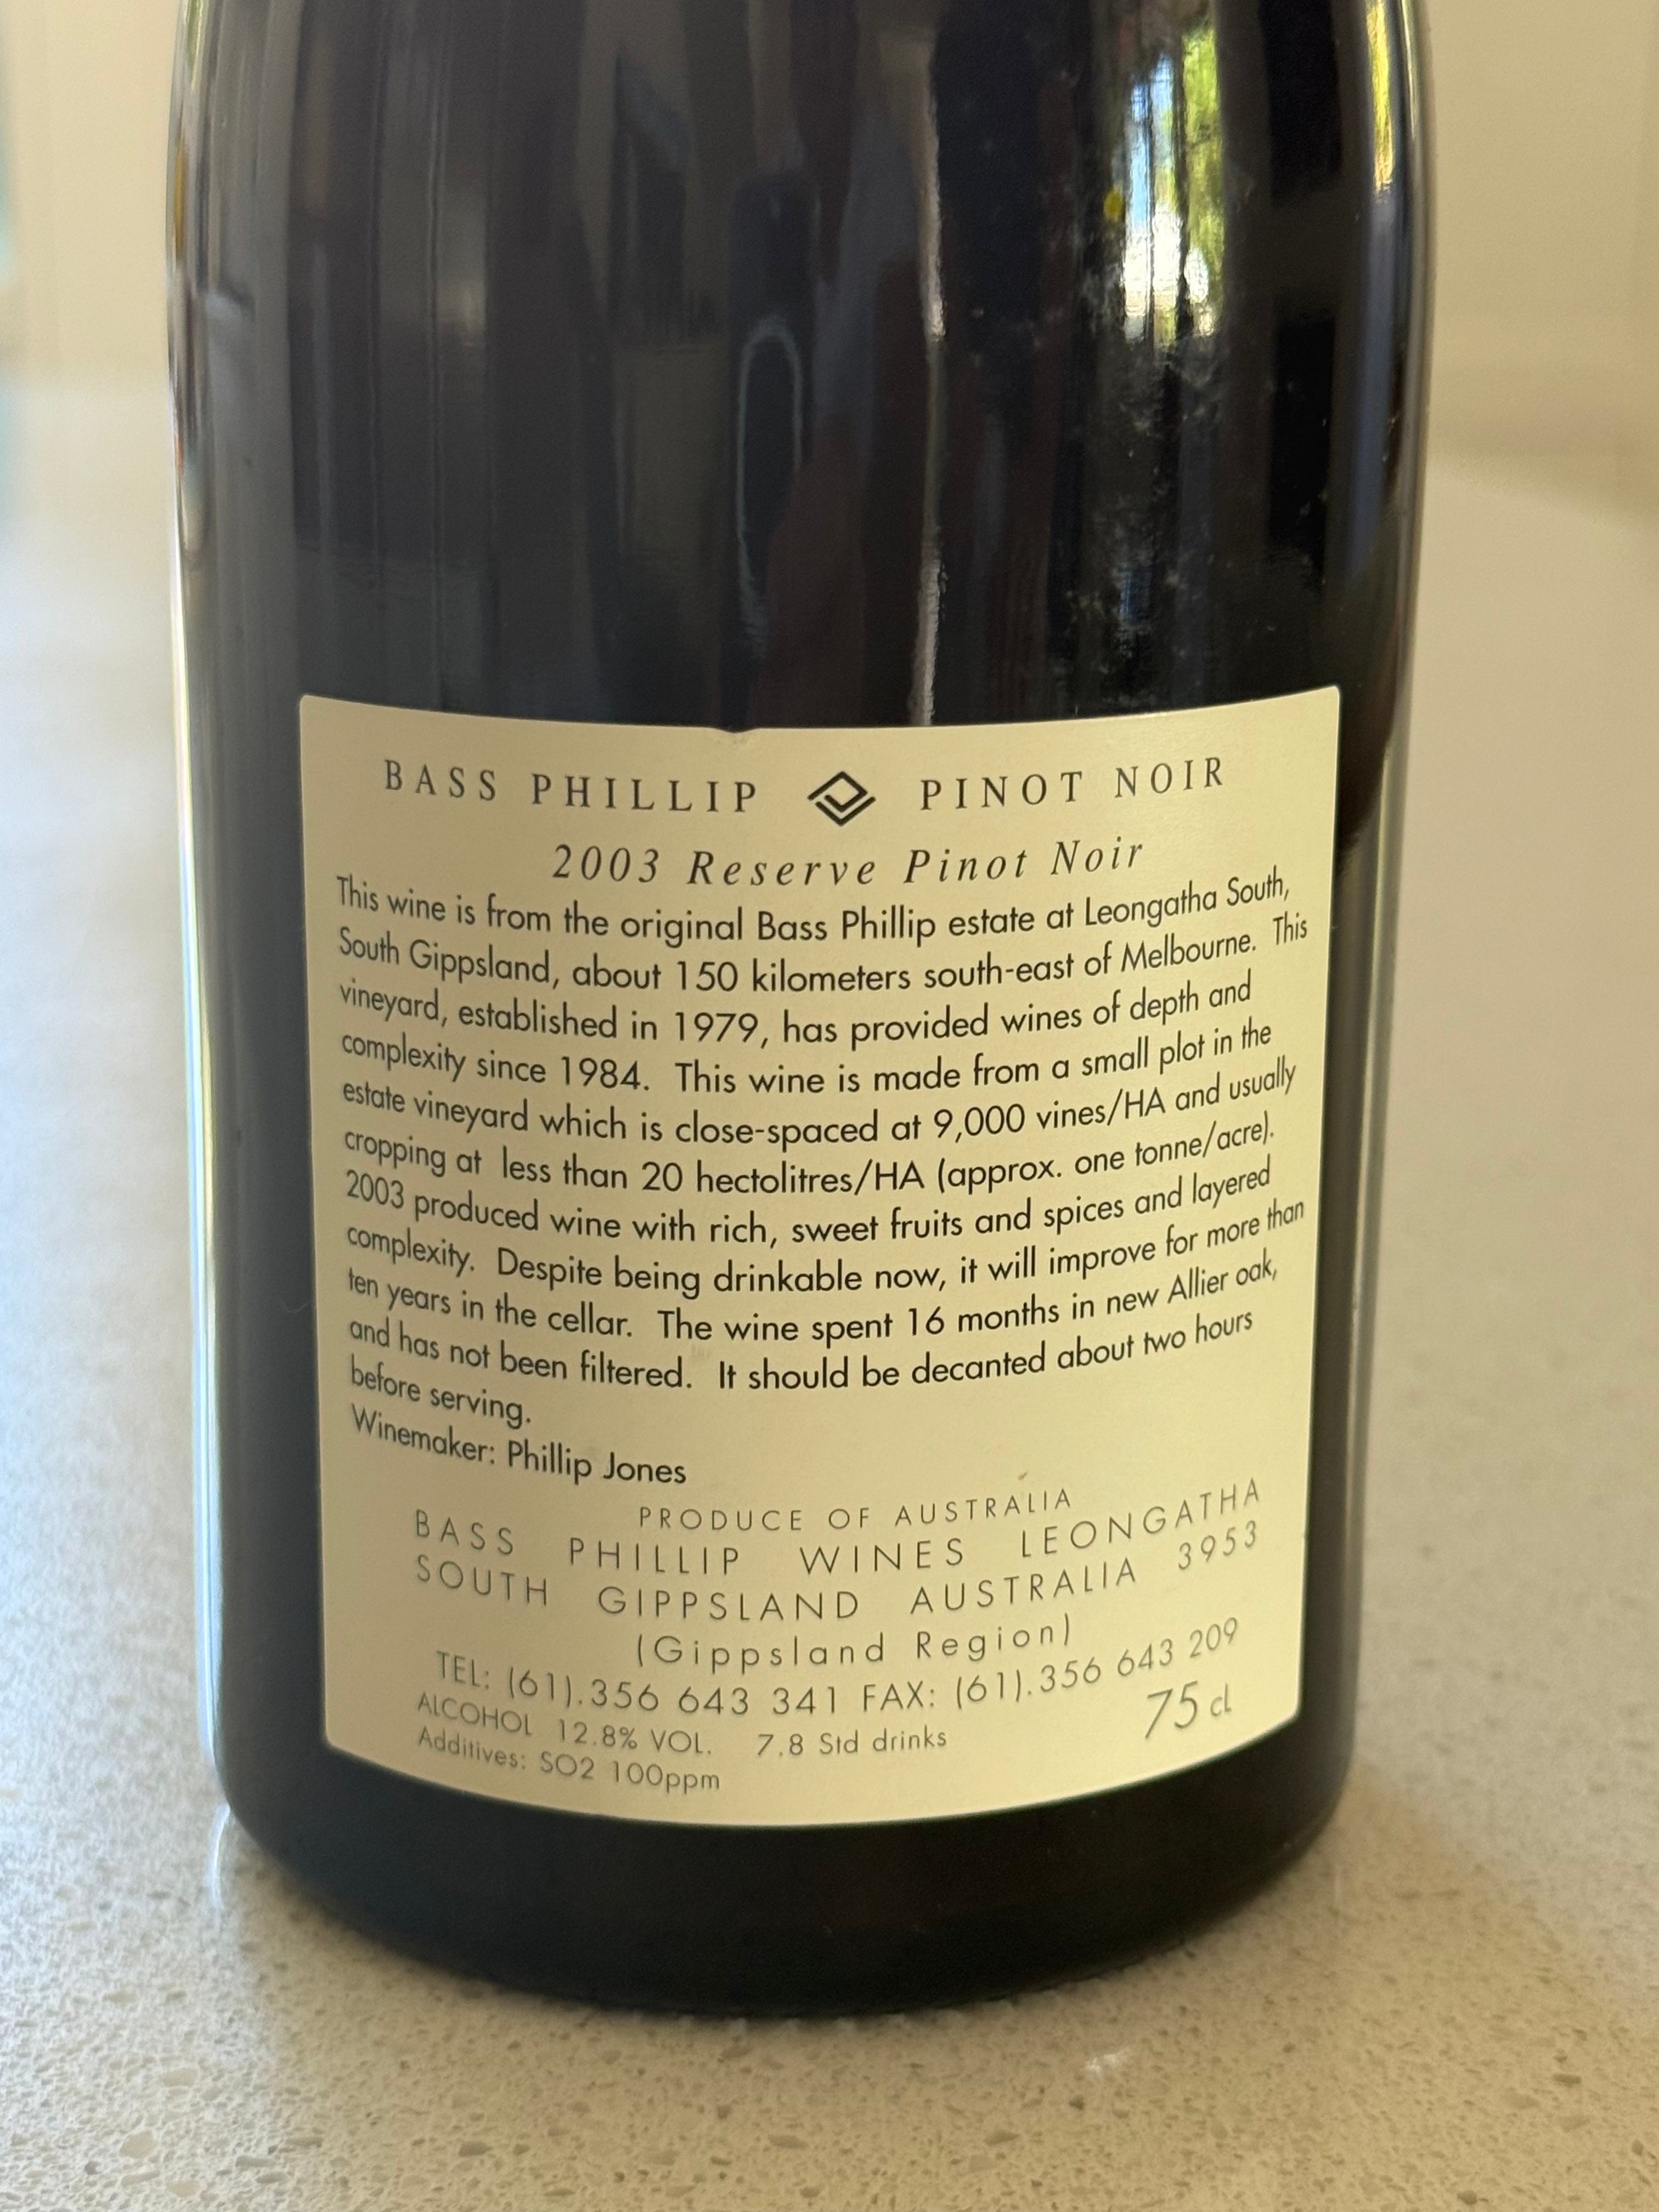 BASS PHILLIP PINOT NOIR
2003 Reserve Pinot Noir
This wine is from the original Bass Phillip estate at Leongatha South,
South Gippsland, about 150 kilometers south-east of Melbourne. This
vineyard, established in 1979, has provided wines of depth and
complexity since 1984. This wine is made from a small plot in the
estate vineyard which is close-spaced at 9,000 vines/HA and usually
cropping at less than 20 hectolitres/HA (approx. one tonne/acre).
2003 produced wine with rich, sweet fruits and spices and layered
complexity. Despite being drinkable now, it will improve for more than
ten years in the cellar. The wine spent 16 months in new Allier oak,
and has not been filtered. It should be decanted about two hours
before serving.
Winemaker: Phillip Jones
PRODUCE OF AUSTRALIA
BASS PHILLIP WINES LEONGATHA
SOUTH GIPPSLAND AUSTRALIA 3953
(Gippsland Region)
TEL: (61).356 643 341 FAX: (61).356 643 209
ALCOHOL 12.8% VOL. 7.8 Std drinks 75 cl
Additives: SO2 100ppm